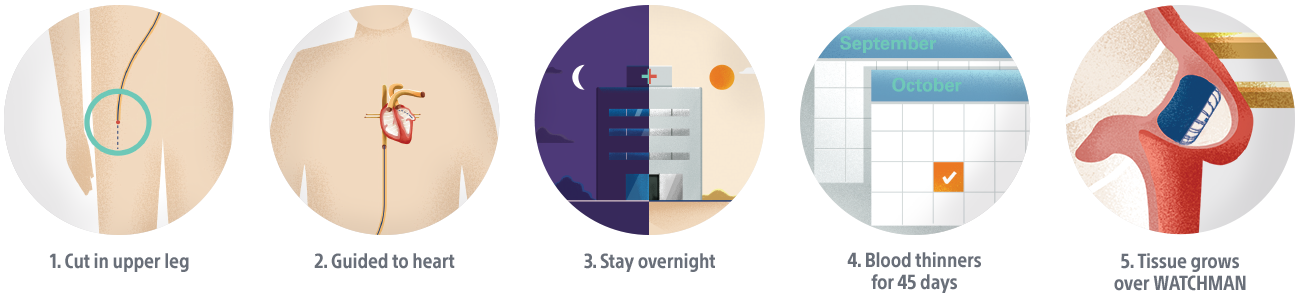 September
October
1. Cut in upper leg
2. Guided to heart
3. Stay overnight
4. Blood thinners
for 45 days
5. Tissue grows
over WATCHMAN